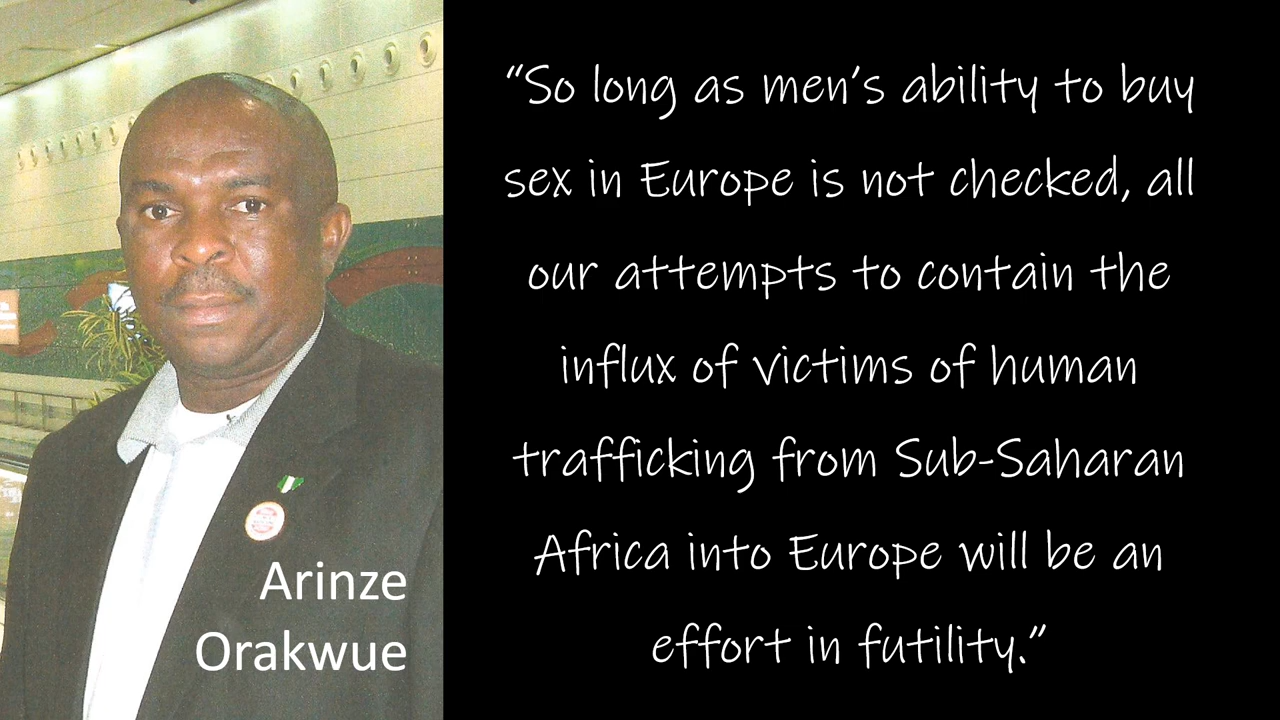 “So long as men’s ability to buy
sex in Europe is not checked, all
our attempts to contain the
influx of victims of human
trafficking from Sub-Saharan
Africa into Europe will be an
effort in futility.”
Arinze
Orakwue